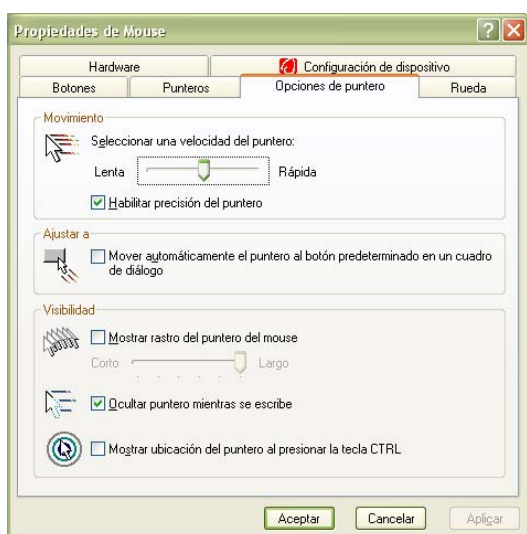 Propiedades de Mouse
Hardware
Configuración de dispositivo
Botones
Punteros
Opciones de puntero
Rueda
Movimiento
Seleccionar una velocidad del puntero:
Lenta
Rápida
Habilitar precisión del puntero
Ajustar a
Mover automáticamente el puntero al botón predeterminado en un cuadro
de diálogo
Visibilidad
Mostrar rastro del puntero del mouse
Corto
Largo
Ocultar puntero mientras se escribe
Mostrar ubicación del puntero al presionar la tecla CTRL
Aceptar
Cancelar
Aplicar